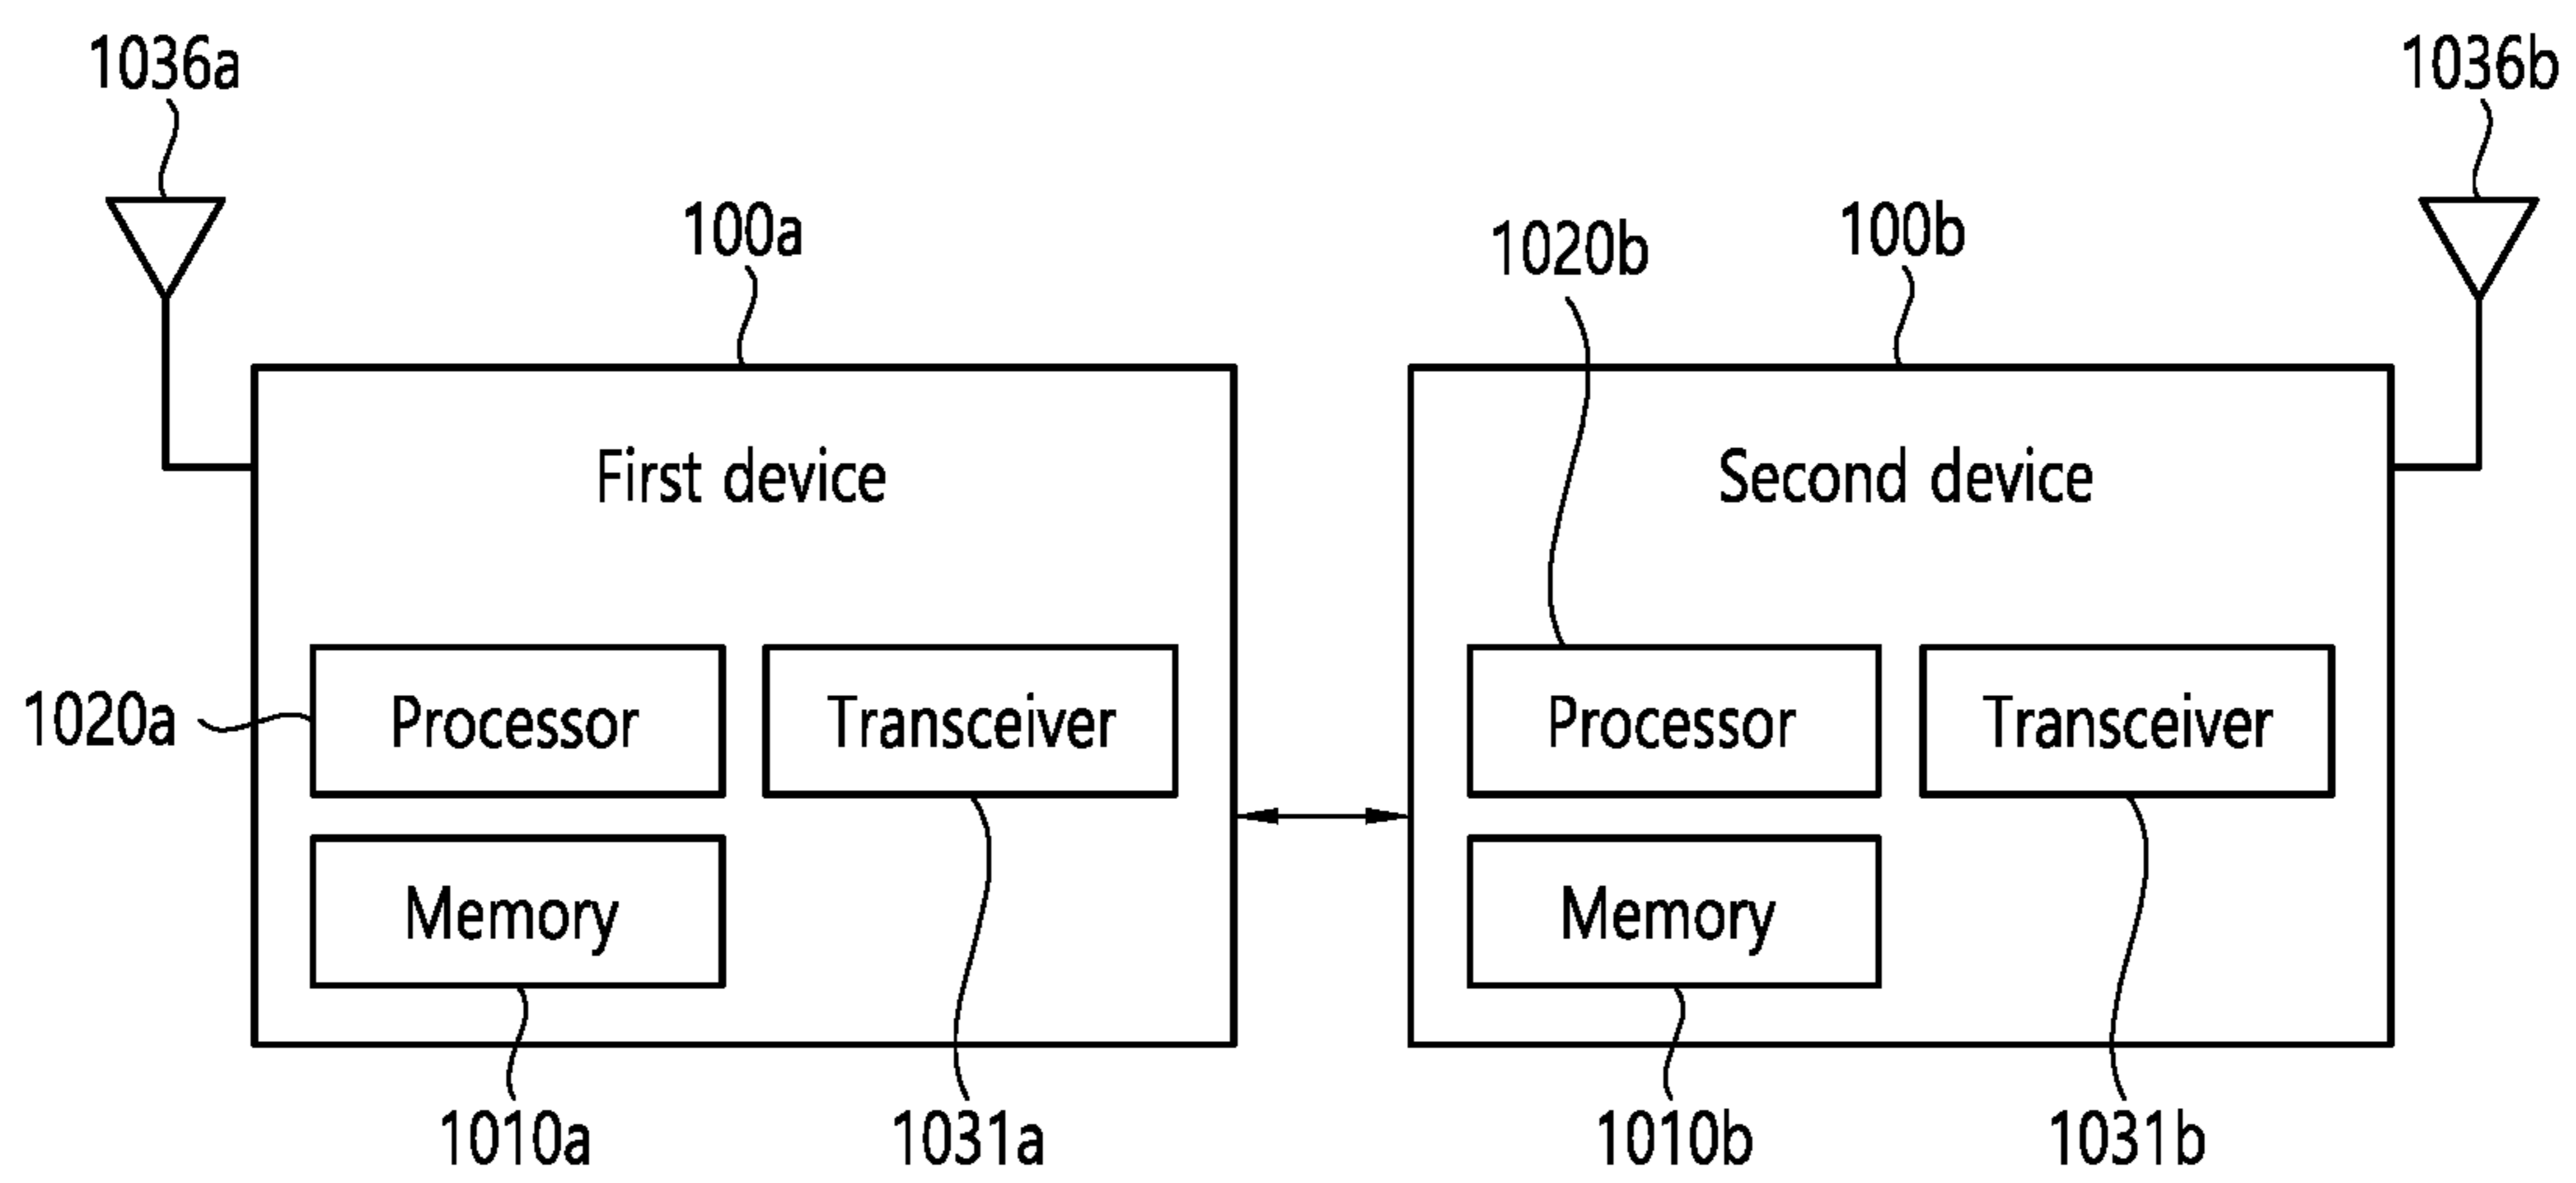 1036a
1036b
100a
1020b
100b
First device
Second device
1020a
Processor
Transceiver
Processor
Transceiver
Memory
Memory
1010a
1031a
1010b
1031b